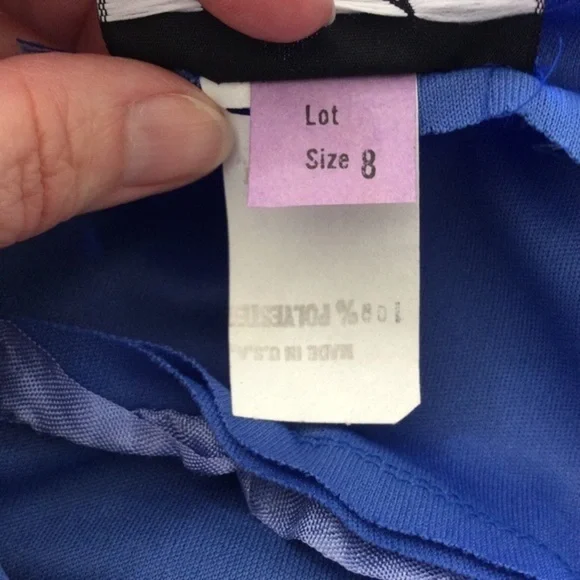 Lot
Size 8
100% POLYESTER
MADE IN U.S.A.